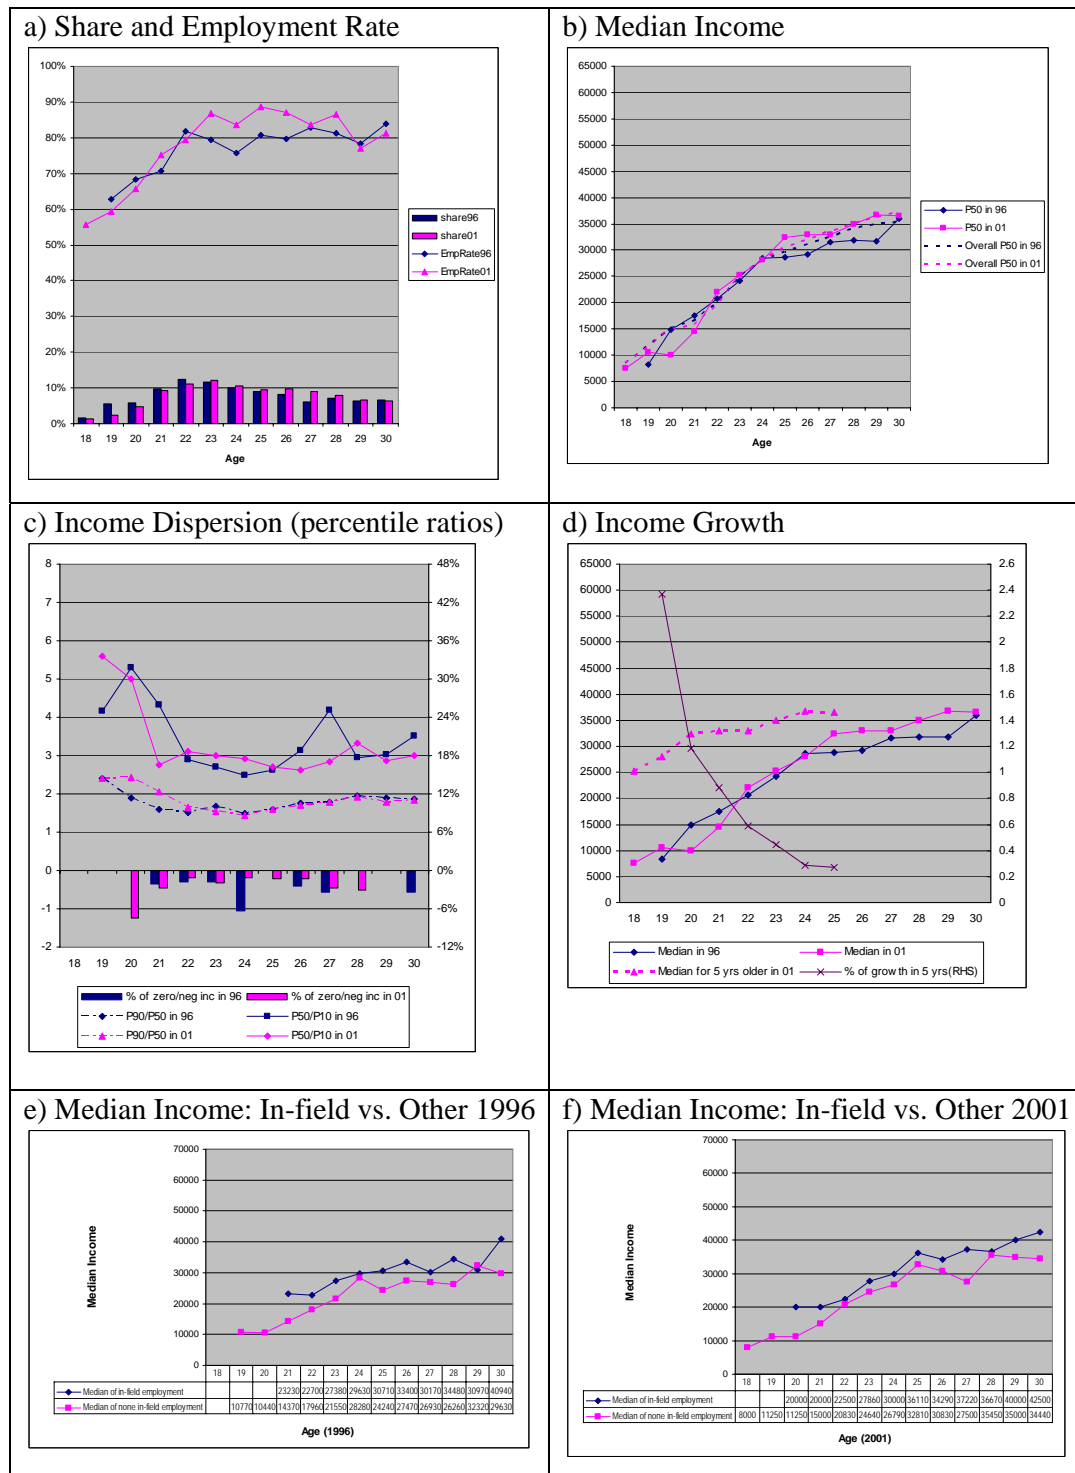 a) Share and Employment Rate
100%
90%
80%
70%
60%
50%
40%
30%
20%
10%
0%
18 19 20 21 22 23 24 25 26 27 28 29 30
Age
share96
share01
EmpRate96
EmpRate01
b) Median Income
65000
60000
55000
50000
45000
40000
35000
30000
25000
20000
15000
10000
5000
0
18 19 20 21 22 23 24 25 26 27 28 29 30
Age
P50 in 96
P50 in 01
Overall P50 in 96
Overall P50 in 01
c) Income Dispersion (percentile ratios)
8 48%
7 42%
6 36%
5 30%
4 24%
3 18%
2 12%
1 6%
0 0%
-1 -6%
-2 -12%
18 19 20 21 22 23 24 25 26 27 28 29 30
% of zero/neg inc in 96 % of zero/neg inc in 01
P90/P50 in 96 P50/P10 in 96
P90/P50 in 01 P50/P10 in 01
d) Income Growth
65000 2.6
60000 2.4
55000 2.2
50000 2
45000 1.8
40000 1.6
35000 1.4
30000 1.2
25000 1
20000 0.8
15000 0.6
10000 0.4
5000 0.2
0 0
18 19 20 21 22 23 24 25 26 27 28 29 30
Median in 96 Median in 01
Median for 5 yrs older in 01 % of growth in 5 yrs(RHS)
e) Median Income: In-field vs. Other 1996
Median Income
70000
60000
50000
40000
30000
20000
10000
0
18 19 20 21 22 23 24 25 26 27 28 29 30
Median of in-field employment 23230 22700 27380 29630 30710 33400 30170 34480 30970 40940
Median of none in-field employment 10770 10440 14370 17960 21550 28280 24240 27470 26930 26260 32320 29630
Age (1996)
f) Median Income: In-field vs. Other 2001
Median Income
70000
60000
50000
40000
30000
20000
10000
0
18 19 20 21 22 23 24 25 26 27 28 29 30
Median of in-field employment 20000 20000 22500 27860 30000 36110 34290 37220 36670 40000 42500
Median of none in-field employment 8000 11250 11250 15000 20830 24640 26790 32810 30830 27500 35450 35000 34440
Age (2001)